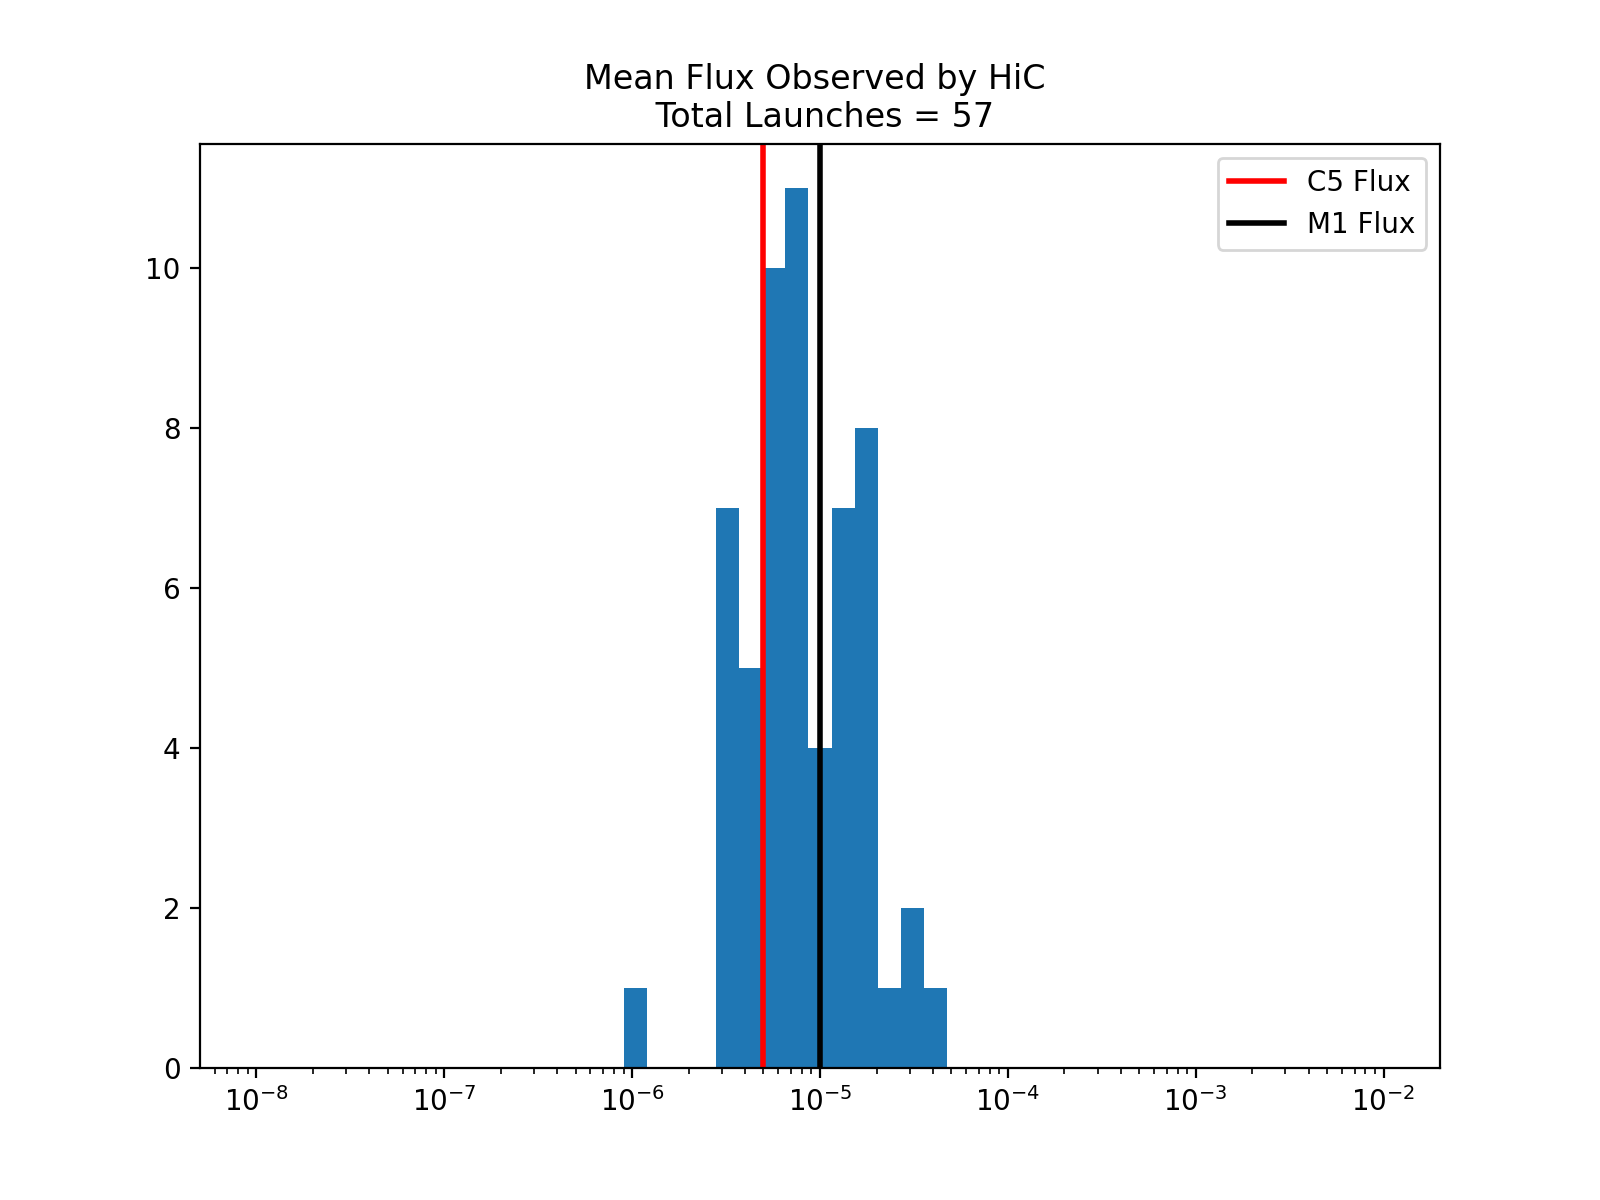 Mean Flux Observed by HiC
Total Launches = 57
C5 Flux
M1 Flux
10
8
6
4
2
0
10⁻⁸ 10⁻⁷ 10⁻⁶ 10⁻⁵ 10⁻⁴ 10⁻³ 10⁻²